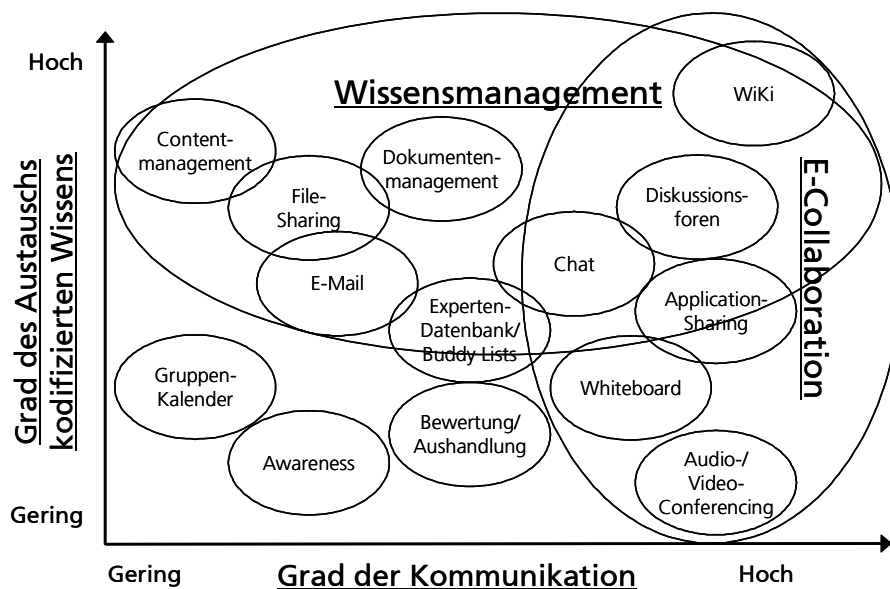 Hoch
Wissensmanagement
WiKi
Content-
management
Dokumenten-
management
File-
Sharing
Diskussions-
foren
E-Collaboration
Grad des Austauschs
kodifizierten Wissens
E-Mail
Chat
Experten-
Datenbank/
Buddy Lists
Application-
Sharing
Gruppen-
Kalender
Whiteboard
Bewertung/
Aushandlung
Awareness
Audio-/
Video-
Conferencing
Gering
Gering
Grad der Kommunikation
Hoch